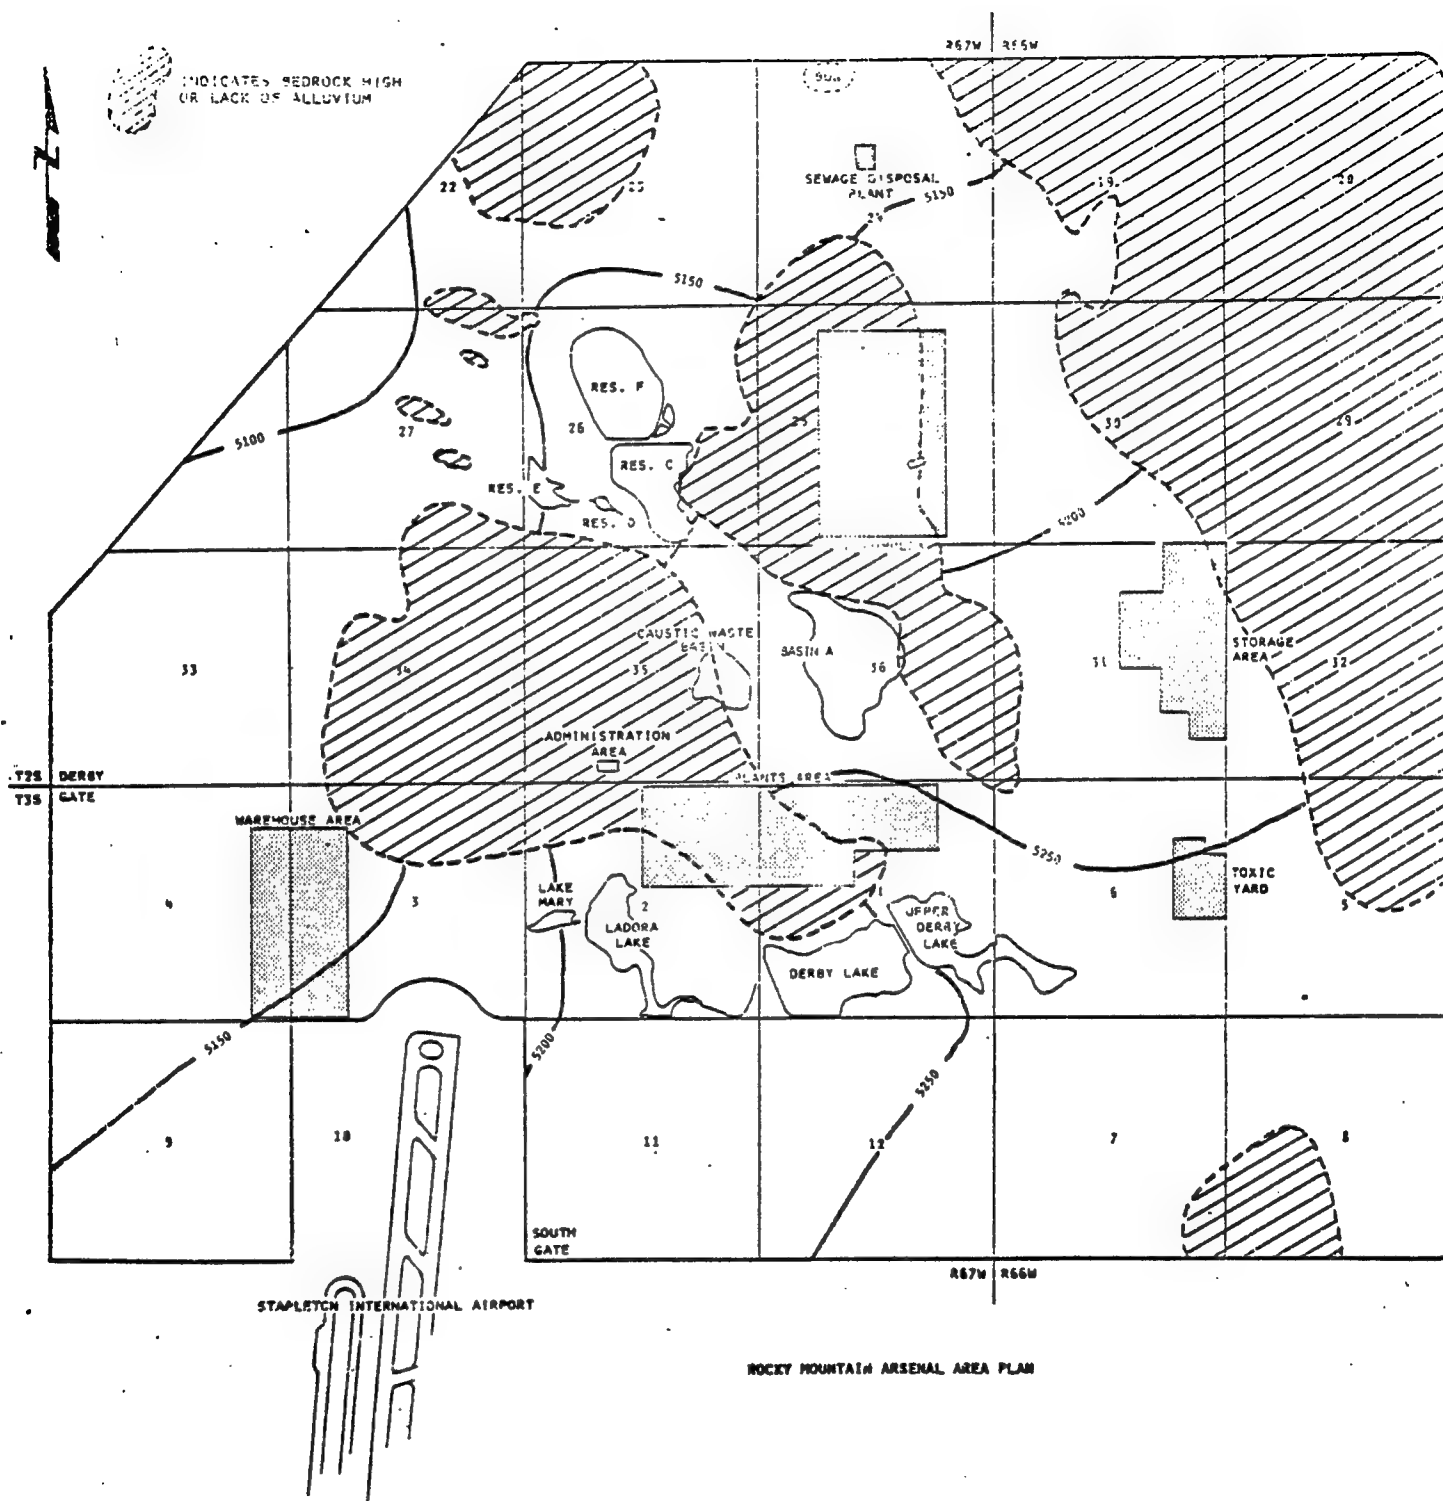 R67W R66W
INDICATES BEDROCK HIGH
OR LACK OF ALLUVIUM
BOG
SEWAGE DISPOSAL
PLANT
22
23
24
19
20
5150
5150
RES. F
5100
27
26
25
30
29
RES. C
RES. E
RES. D
5200
CAUSTIC WASTE
BASIN
BASIN A
STORAGE
AREA
33
34
35
36
31
32
ADMINISTRATION
AREA
T2S DERBY
T3S GATE
PLANTS AREA
WAREHOUSE AREA
5250
TOXIC
YARD
LAKE
MARY
4
3
2
1
6
5
LADORA
LAKE
UPPER
DERBY
LAKE
DERBY LAKE
5150
5200
5250
9
10
11
12
7
8
SOUTH
GATE
R67W R66W
STAPLETON INTERNATIONAL AIRPORT
ROCKY MOUNTAIN ARSENAL AREA PLAN